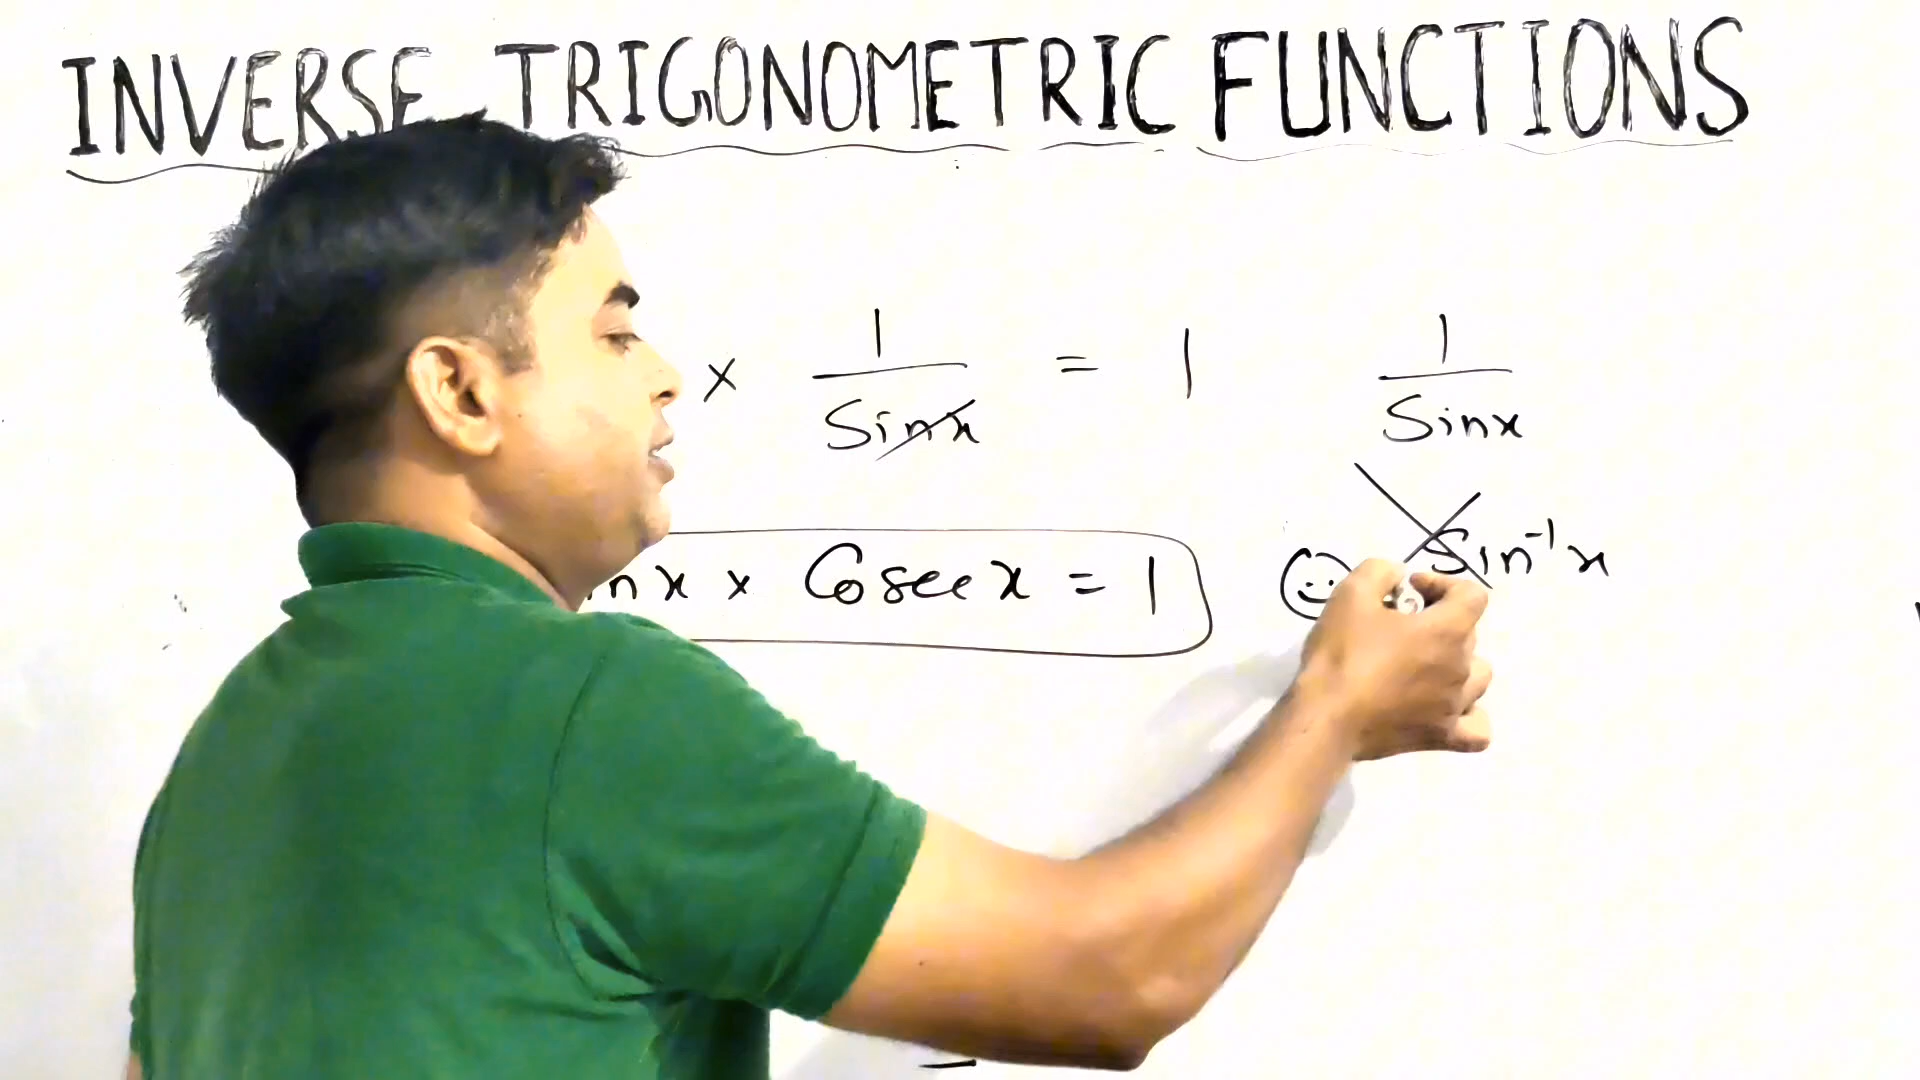 INVERSE TRIGONOMETRIC FUNCTIONS
× 1/Sinx = 1
1/Sinx
nx × Cosecx = 1
Sin⁻¹x